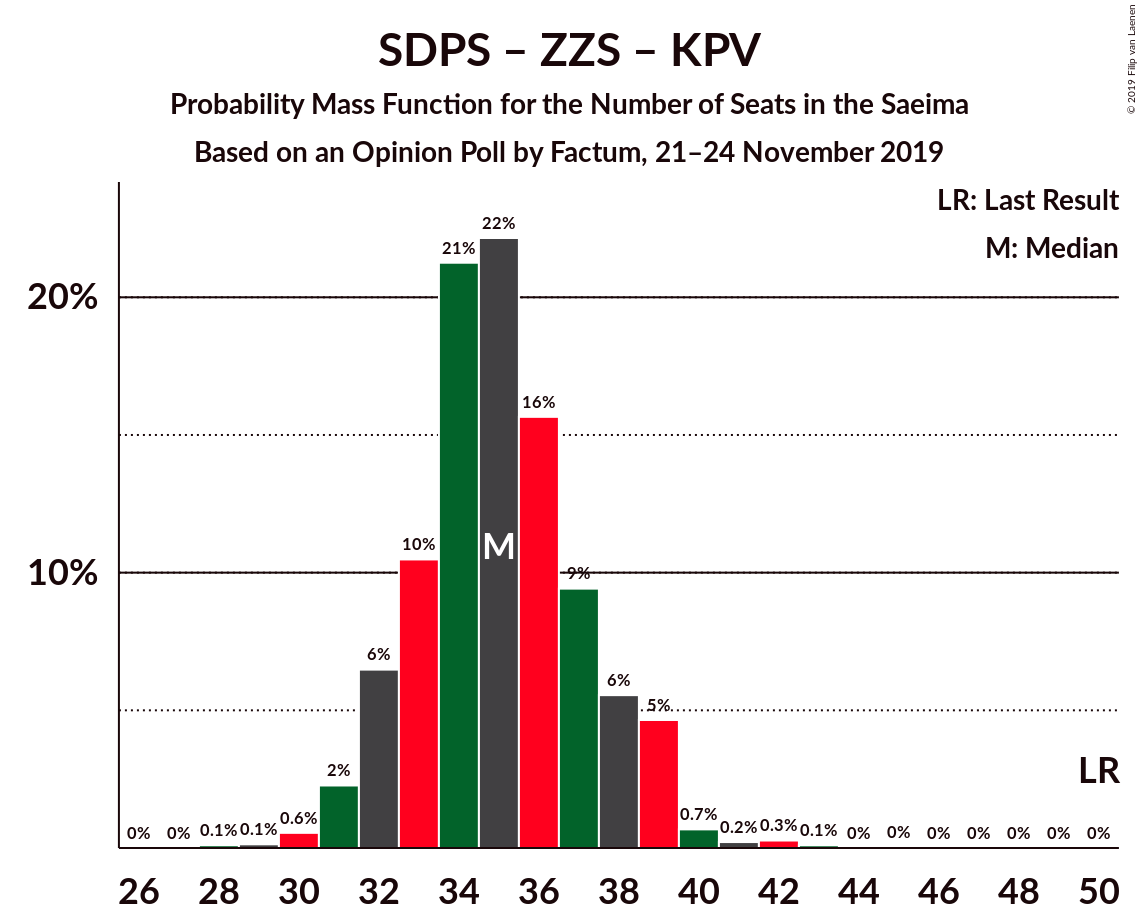 SDPS – ZZS – KPV
Probability Mass Function for the Number of Seats in the Saeima
Based on an Opinion Poll by Factum, 21–24 November 2019
© 2019 Filip van Laenen
LR: Last Result
M: Median
20%
10%
0% 0% 0.1% 0.1% 0.6% 2% 6% 10% 21% 22% 16% 9% 6% 5% 0.7% 0.2% 0.3% 0.1% 0% 0% 0% 0% 0% 0% 0%
M
LR
26 28 30 32 34 36 38 40 42 44 46 48 50